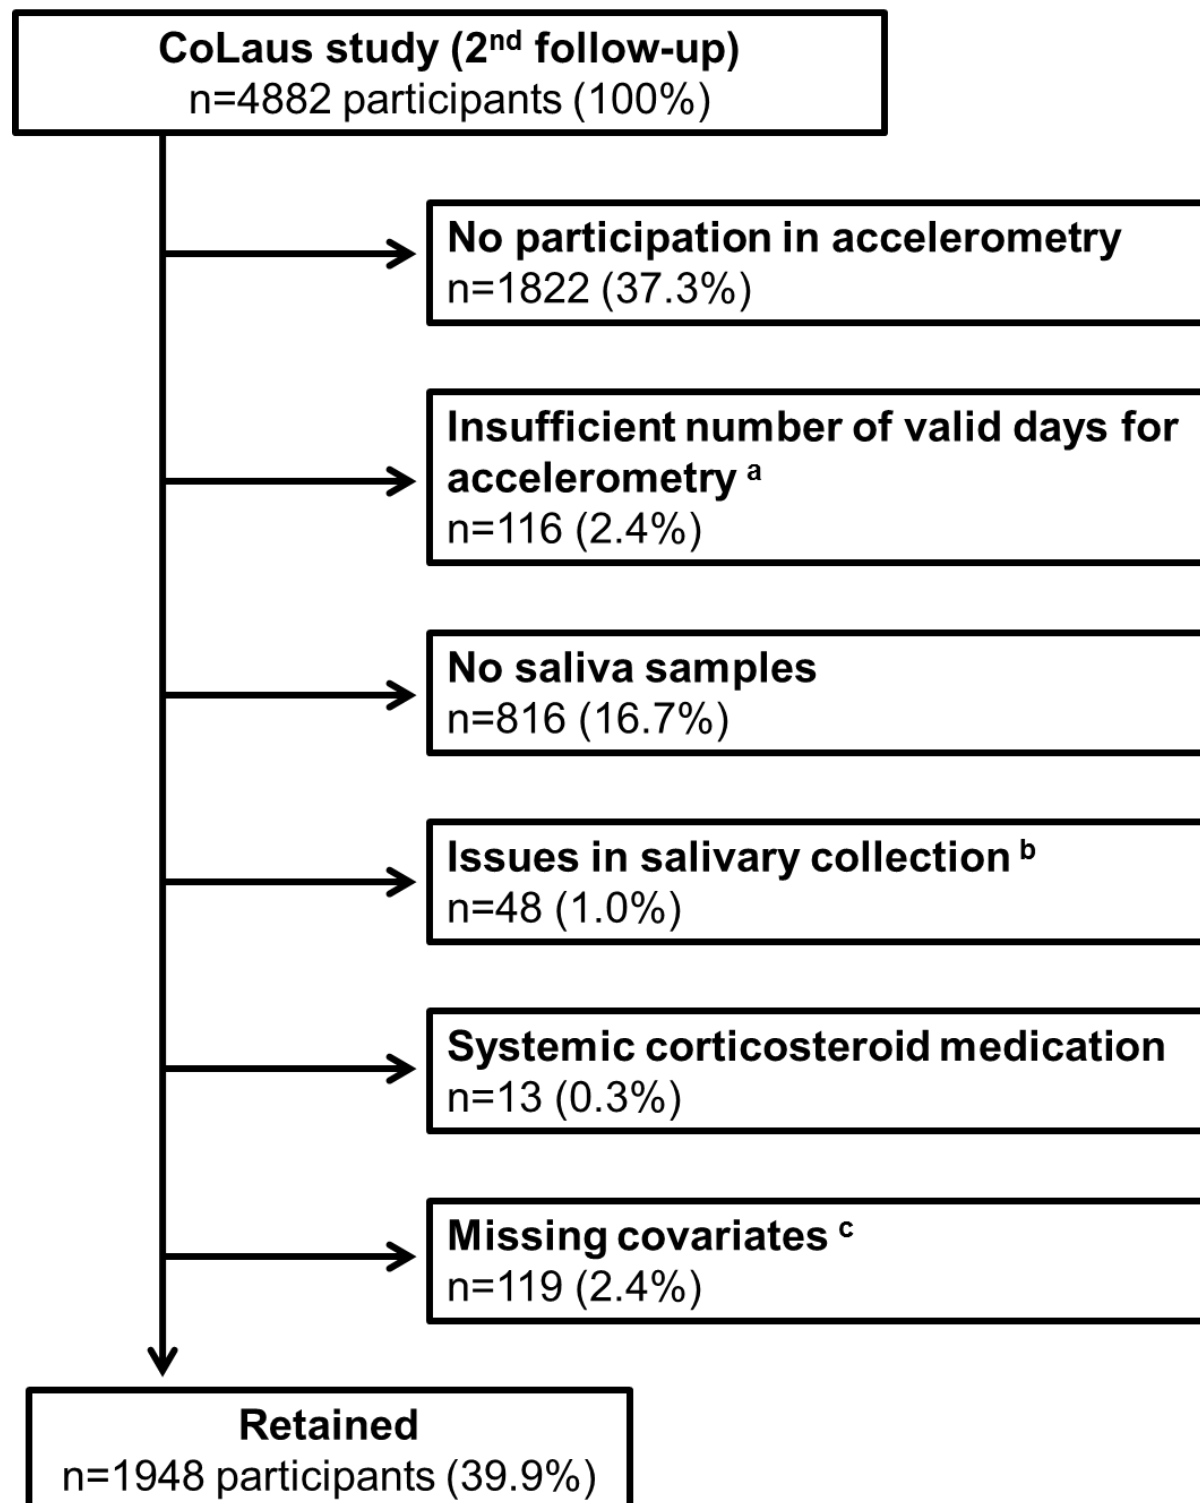 CoLaus study (2nd follow-up)
n=4882 participants (100%)
No participation in accelerometry
n=1822 (37.3%)
Insufficient number of valid days for
accelerometry a
n=116 (2.4%)
No saliva samples
n=816 (16.7%)
Issues in salivary collection b
n=48 (1.0%)
Systemic corticosteroid medication
n=13 (0.3%)
Missing covariates c
n=119 (2.4%)
Retained
n=1948 participants (39.9%)